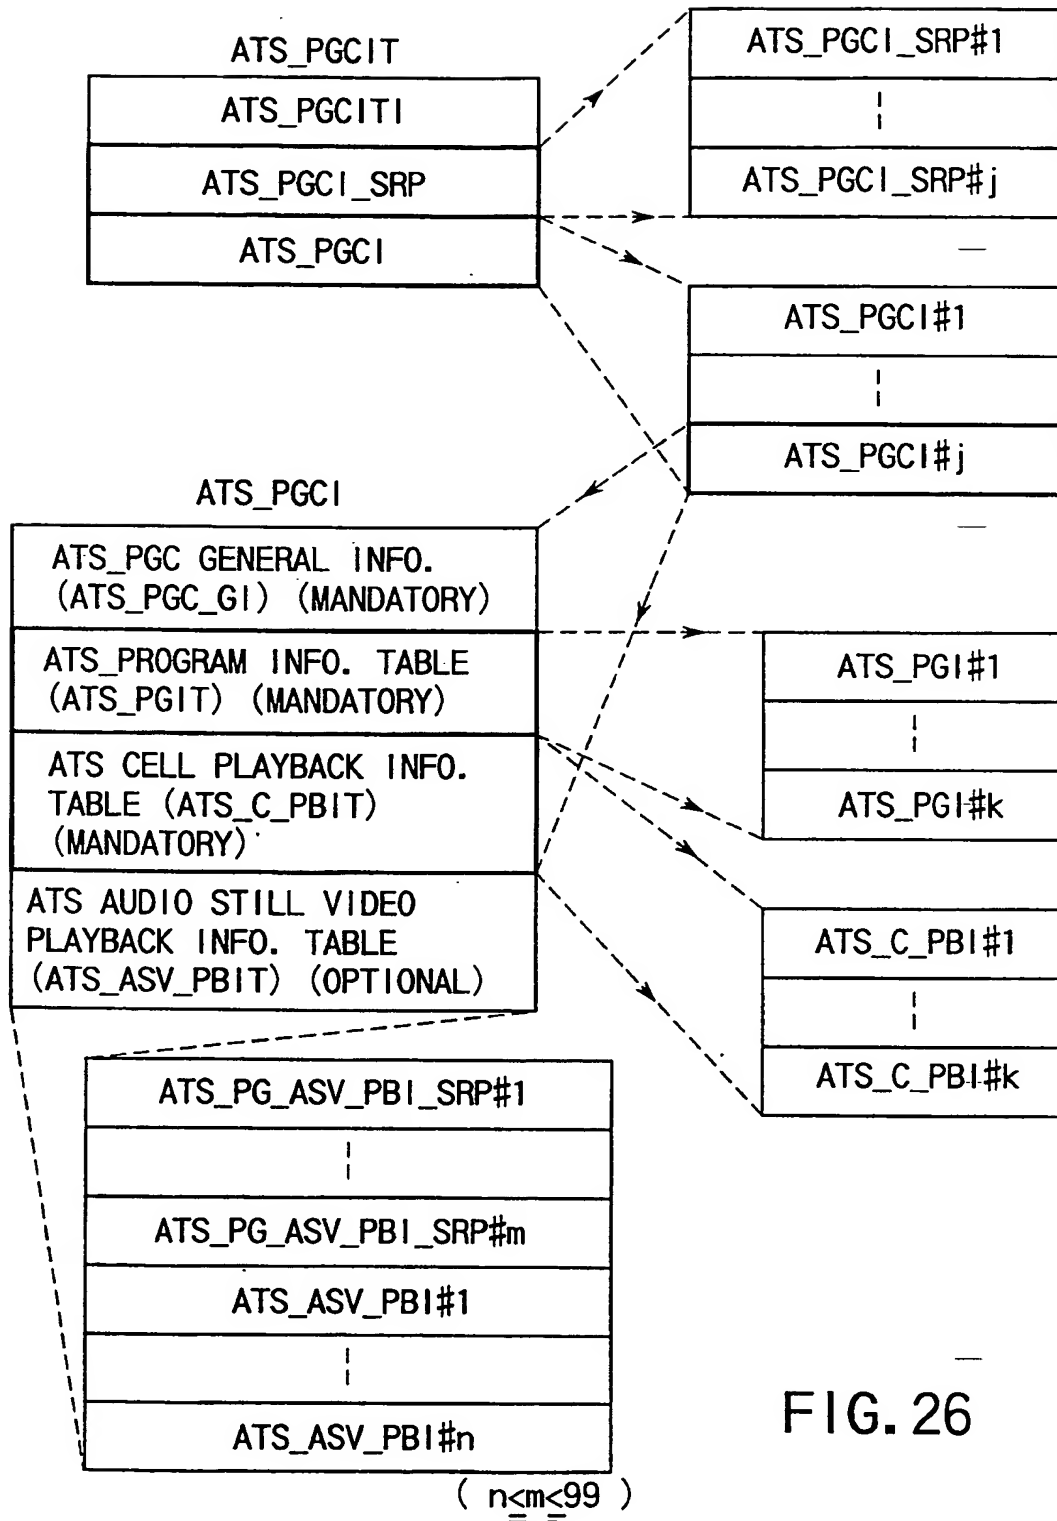 ATS_PGCIT
ATS_PGCITI
ATS_PGCI_SRP
ATS_PGCI
ATS_PGCI_SRP#1
ATS_PGCI_SRP#j
ATS_PGCI#1
ATS_PGCI#j
ATS_PGCI
ATS_PGC GENERAL INFO.
(ATS_PGC_GI) (MANDATORY)
ATS_PROGRAM INFO. TABLE
(ATS_PGIT) (MANDATORY)
ATS CELL PLAYBACK INFO.
TABLE (ATS_C_PBIT)
(MANDATORY)
ATS AUDIO STILL VIDEO
PLAYBACK INFO. TABLE
(ATS_ASV_PBIT) (OPTIONAL)
ATS_PGI#1
ATS_PGI#k
ATS_C_PBI#1
ATS_C_PBI#k
ATS_PG_ASV_PBI_SRP#1
ATS_PG_ASV_PBI_SRP#m
ATS_ASV_PBI#1
ATS_ASV_PBI#n
( n≤m≤99 )
FIG. 26